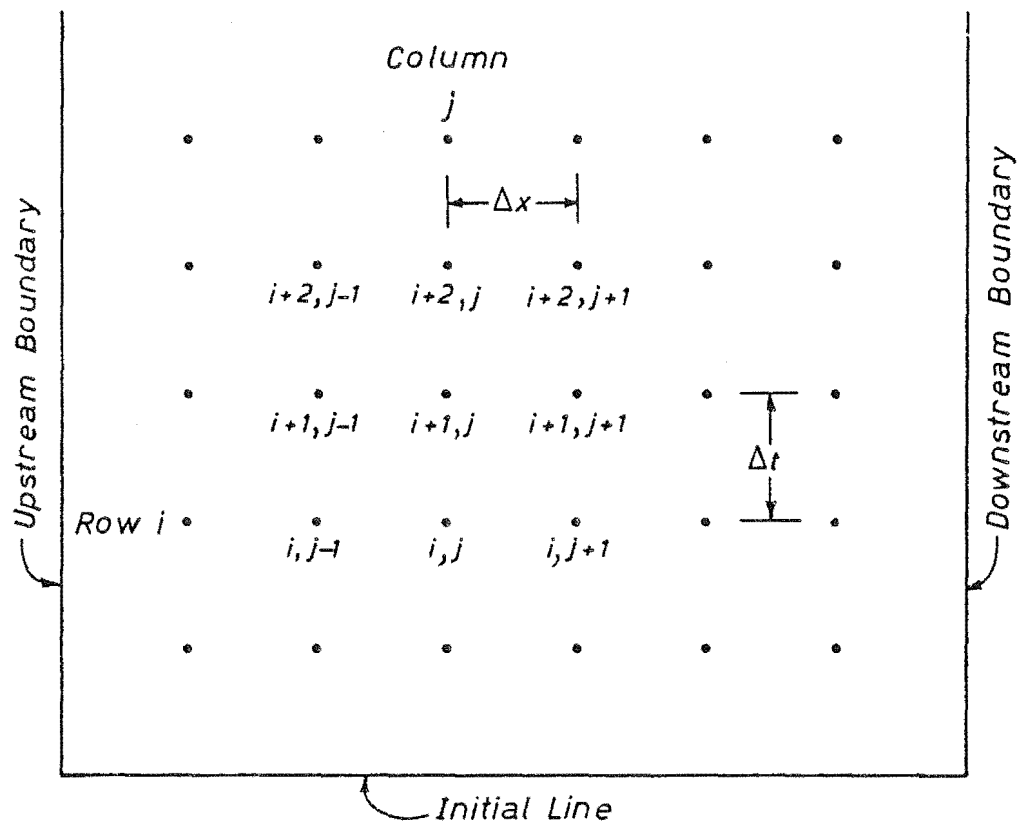 Column
j
Δx
i+2, j-1 i+2, j i+2, j+1
i+1, j-1 i+1, j i+1, j+1
Δt
Row i
i, j-1 i, j i, j+1
Upstream Boundary
Downstream Boundary
Initial Line